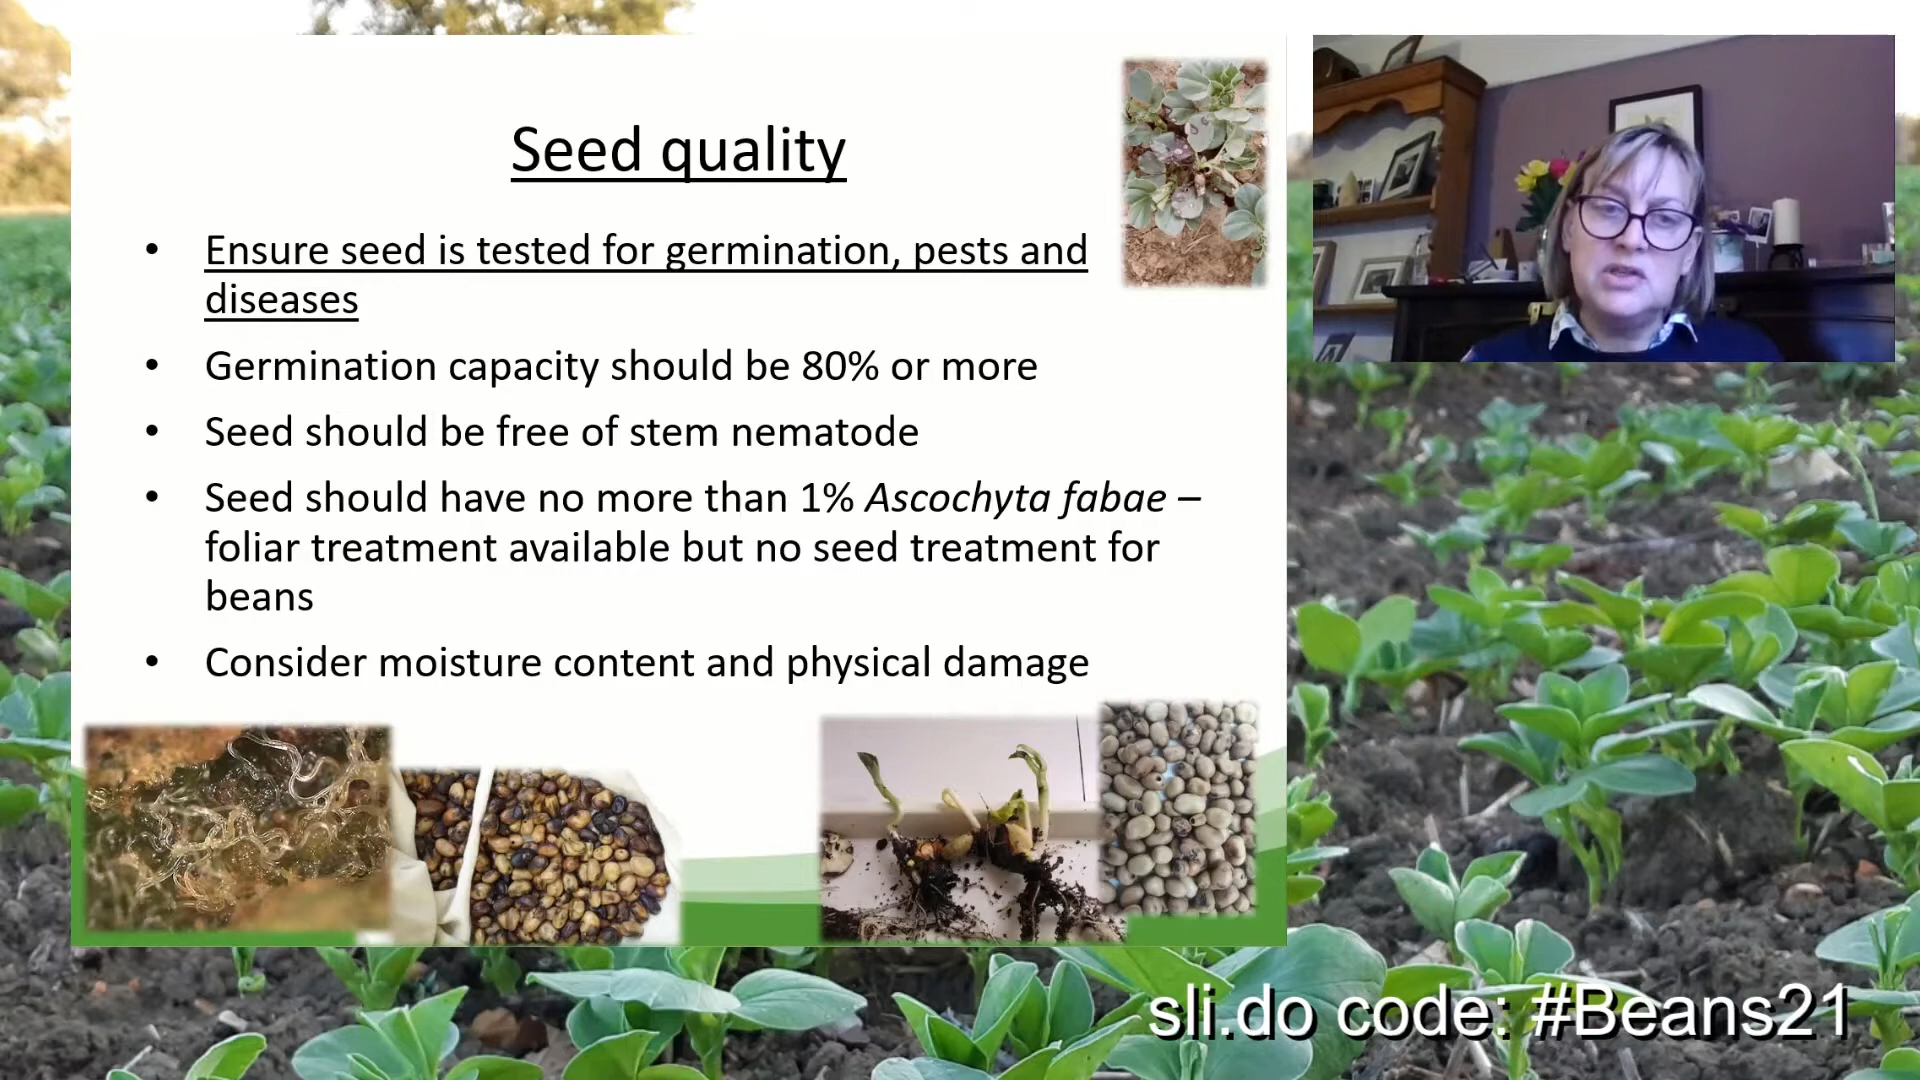 Seed quality
• Ensure seed is tested for germination, pests and
diseases
• Germination capacity should be 80% or more
• Seed should be free of stem nematode
• Seed should have no more than 1% Ascochyta fabae –
foliar treatment available but no seed treatment for
beans
• Consider moisture content and physical damage
sli.do code: #Beans21